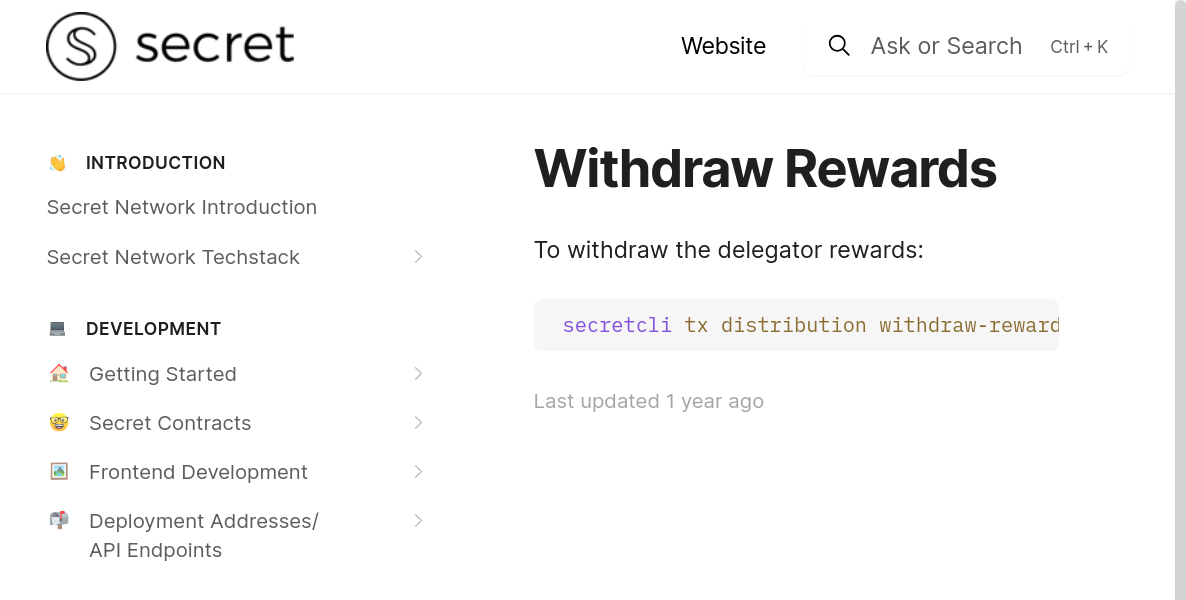 secret
Website
Ask or Search
Ctrl + K
INTRODUCTION
Secret Network Introduction
Secret Network Techstack
DEVELOPMENT
Getting Started
Secret Contracts
Frontend Development
Deployment Addresses/
API Endpoints
Withdraw Rewards
To withdraw the delegator rewards:
secretcli tx distribution withdraw-reward
Last updated 1 year ago